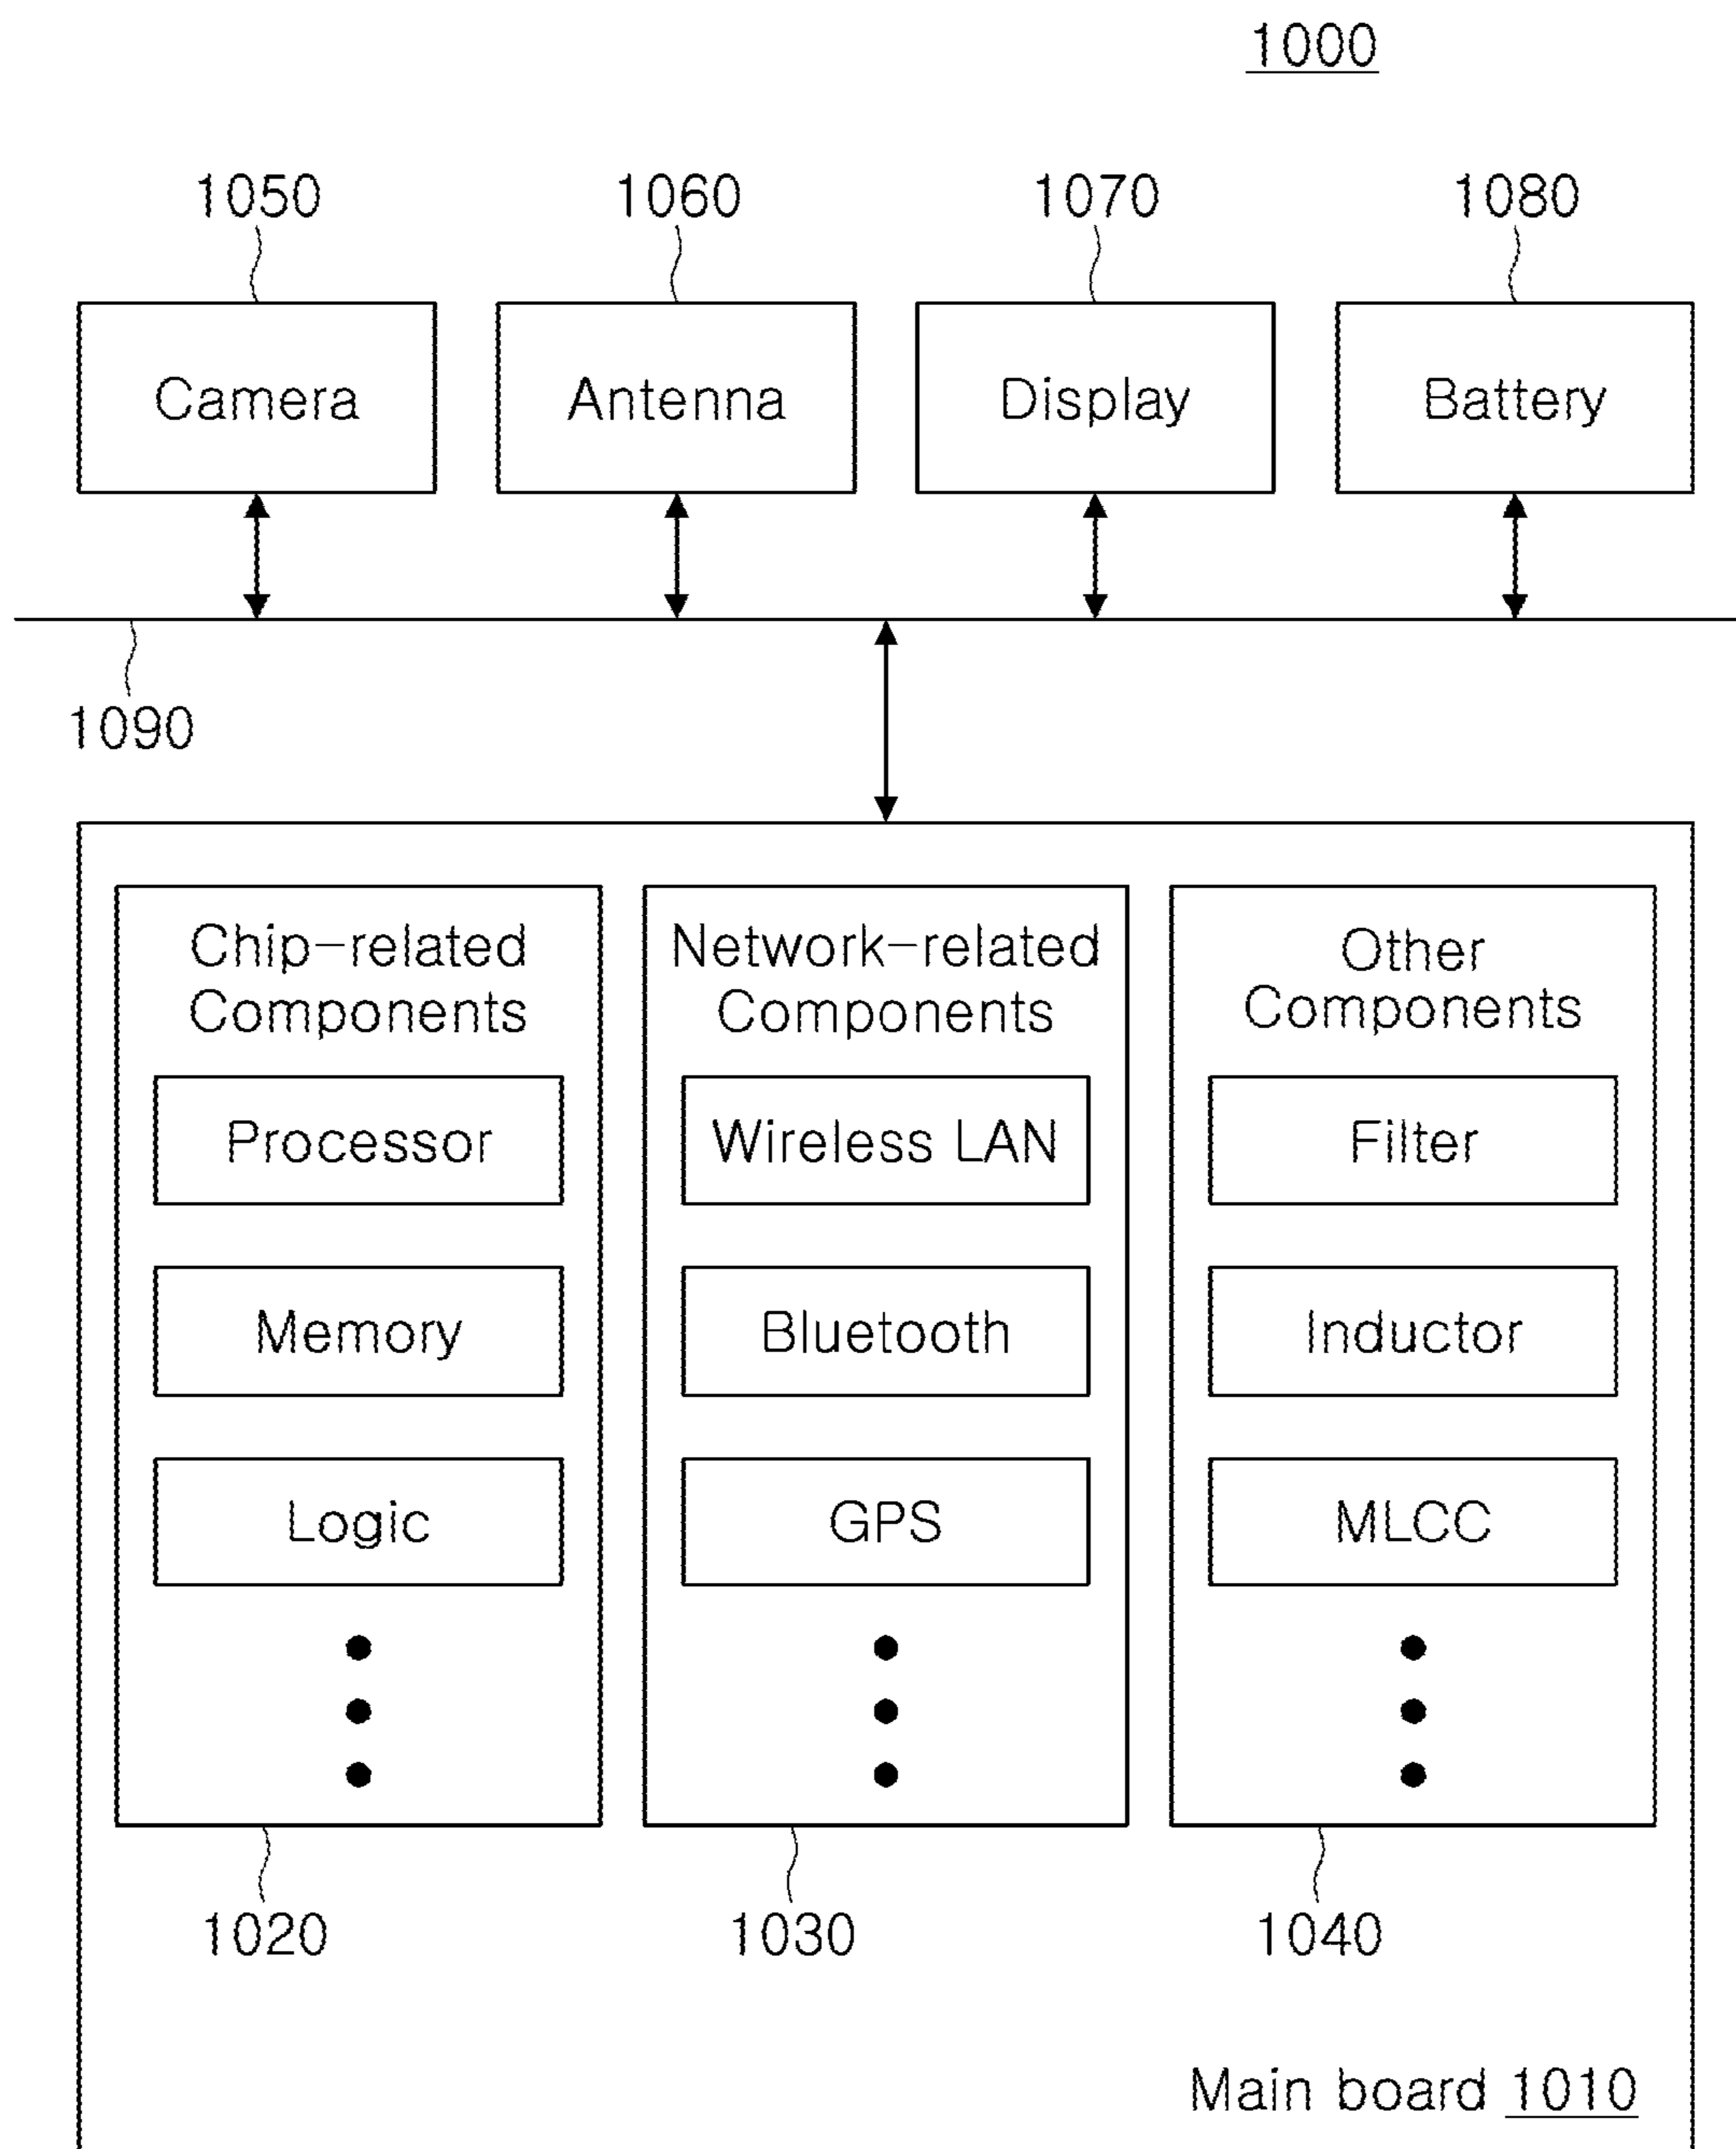 1000
1050 1060 1070 1080
Camera Antenna Display Battery
1090
Chip-related Components
Network-related Components
Other Components
Processor Wireless LAN Filter
Memory Bluetooth Inductor
Logic GPS MLCC
1020 1030 1040
Main board 1010